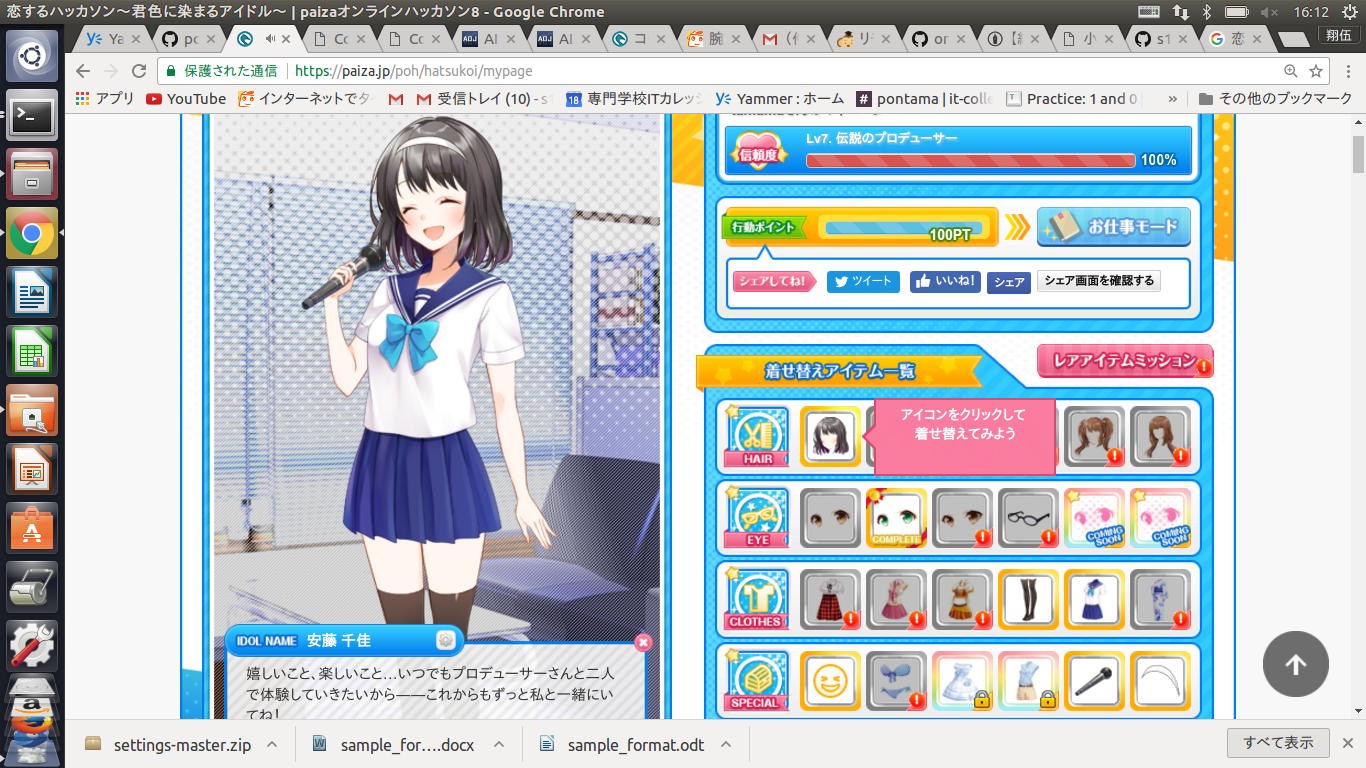 恋するハッカソン〜君色に染まるアイドル〜 | paizaオンラインハッカソン8 - Google Chrome
16:12
翔伍
保護された通信
https://paiza.jp/poh/hatsukoi/mypage
アプリ
YouTube
受信トレイ (10) - s
専門学校ITカレッ
Yammer : ホーム
pontama | it-colle
Practice: 1 and 0
»
その他のブックマーク
信頼度
Lv7. 伝説のプロデューサー
100%
行動ポイント
100PT
お仕事モード
シェアしてね!
ツイート
いいね!
シェア
シェア画面を確認する
着せ替えアイテム一覧
レアアイテムミッション
HAIR
アイコンをクリックして
着せ替えてみよう
EYE
COMPLETE
COMING SOON
COMING SOON
CLOTHES
SPECIAL
IDOL NAME 安藤 千佳
嬉しいこと、楽しいこと…いつでもプロデューサーさんと二人
で体験していきたいから――これからもずっと私と一緒にい
てね!
settings-master.zip
sample_for....docx
sample_format.odt
すべて表示